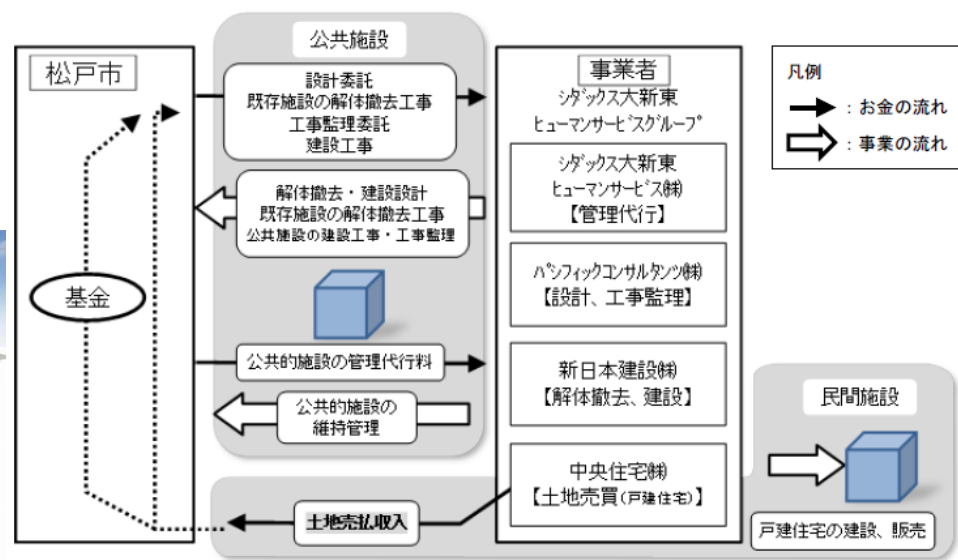 公共施設
松戸市
設計委託
既存施設の解体撤去工事
工事監理委託
建設工事
解体撤去・建設設計
既存施設の解体撤去工事
公共施設の建設工事・工事監理
基金
公共的施設の管理代行料
公共的施設の
維持管理
土地売払収入
事業者
シダックス大新東
ヒューマンサービスグループ
シダックス大新東
ヒューマンサービス㈱
【管理代行】
パシフィックコンサルタンツ㈱
【設計、工事監理】
新日本建設㈱
【解体撤去、建設】
中央住宅㈱
【土地売買(戸建住宅)】
凡例
：お金の流れ
：事業の流れ
民間施設
戸建住宅の建設、販売